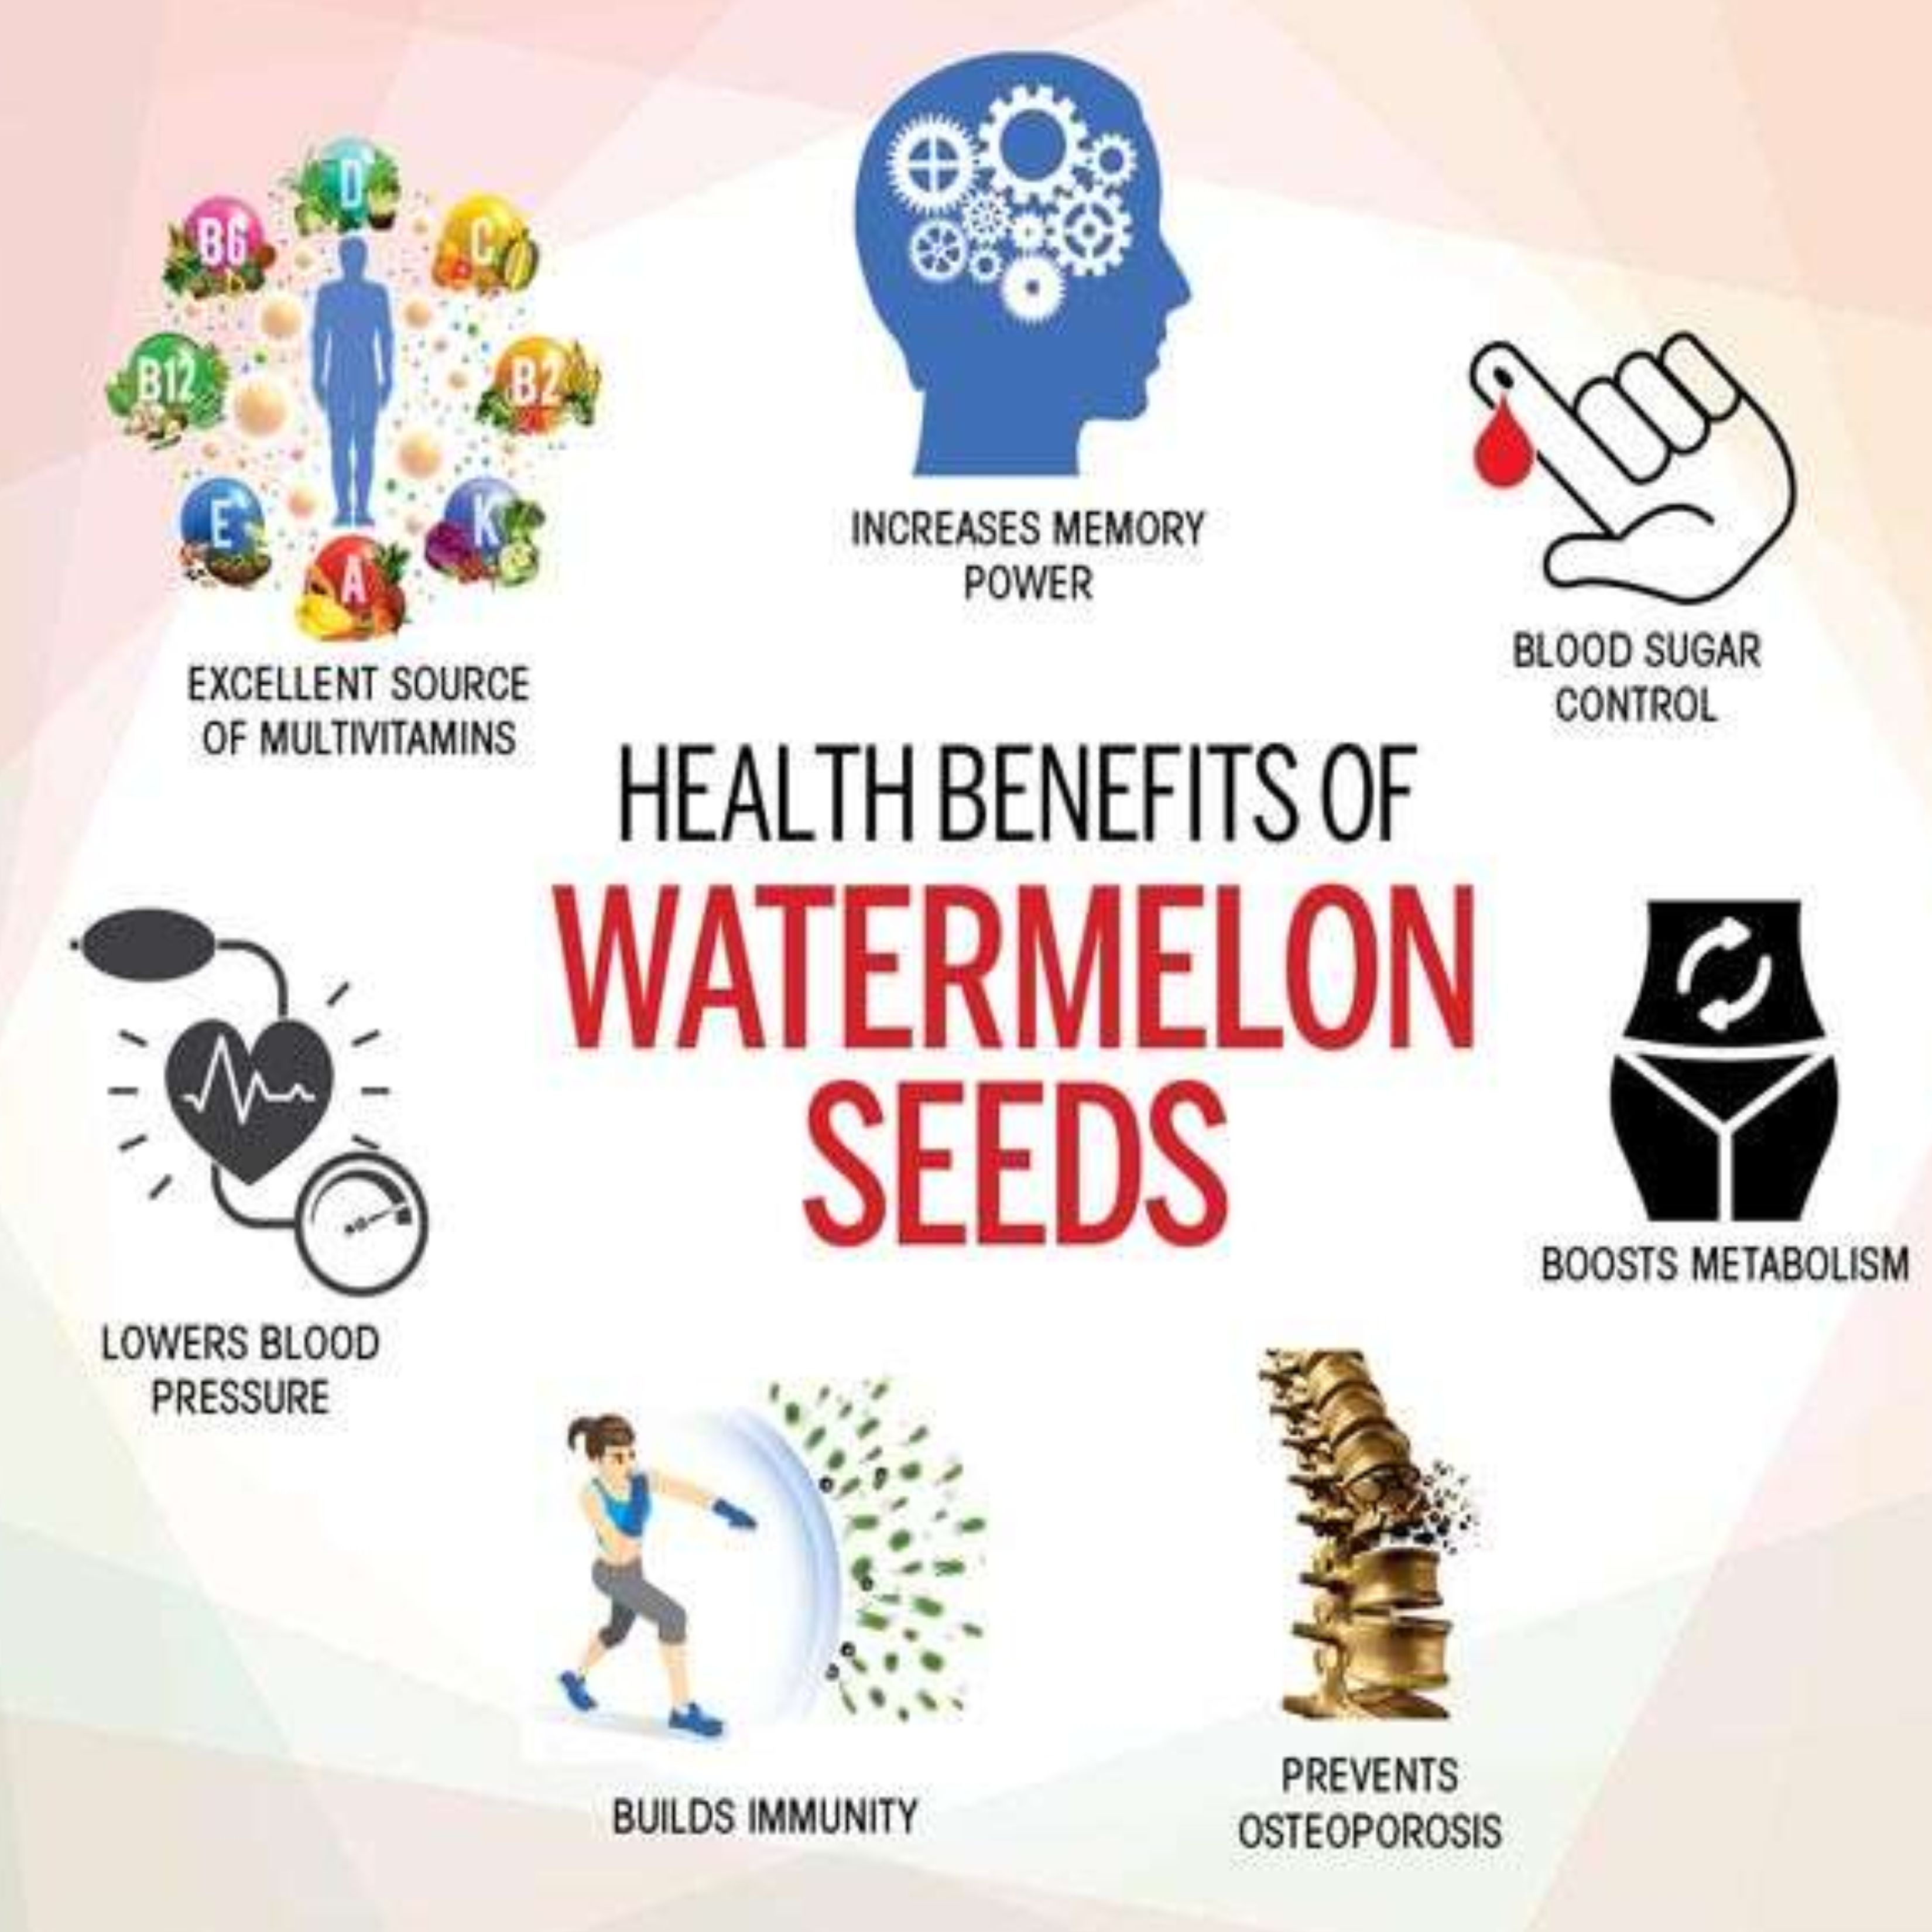 D
B6
C
B12
B2
E
K
A
EXCELLENT SOURCE
OF MULTIVITAMINS
INCREASES MEMORY
POWER
BLOOD SUGAR
CONTROL
HEALTH BENEFITS OF
WATERMELON
SEEDS
LOWERS BLOOD
PRESSURE
BOOSTS METABOLISM
BUILDS IMMUNITY
PREVENTS
OSTEOPOROSIS